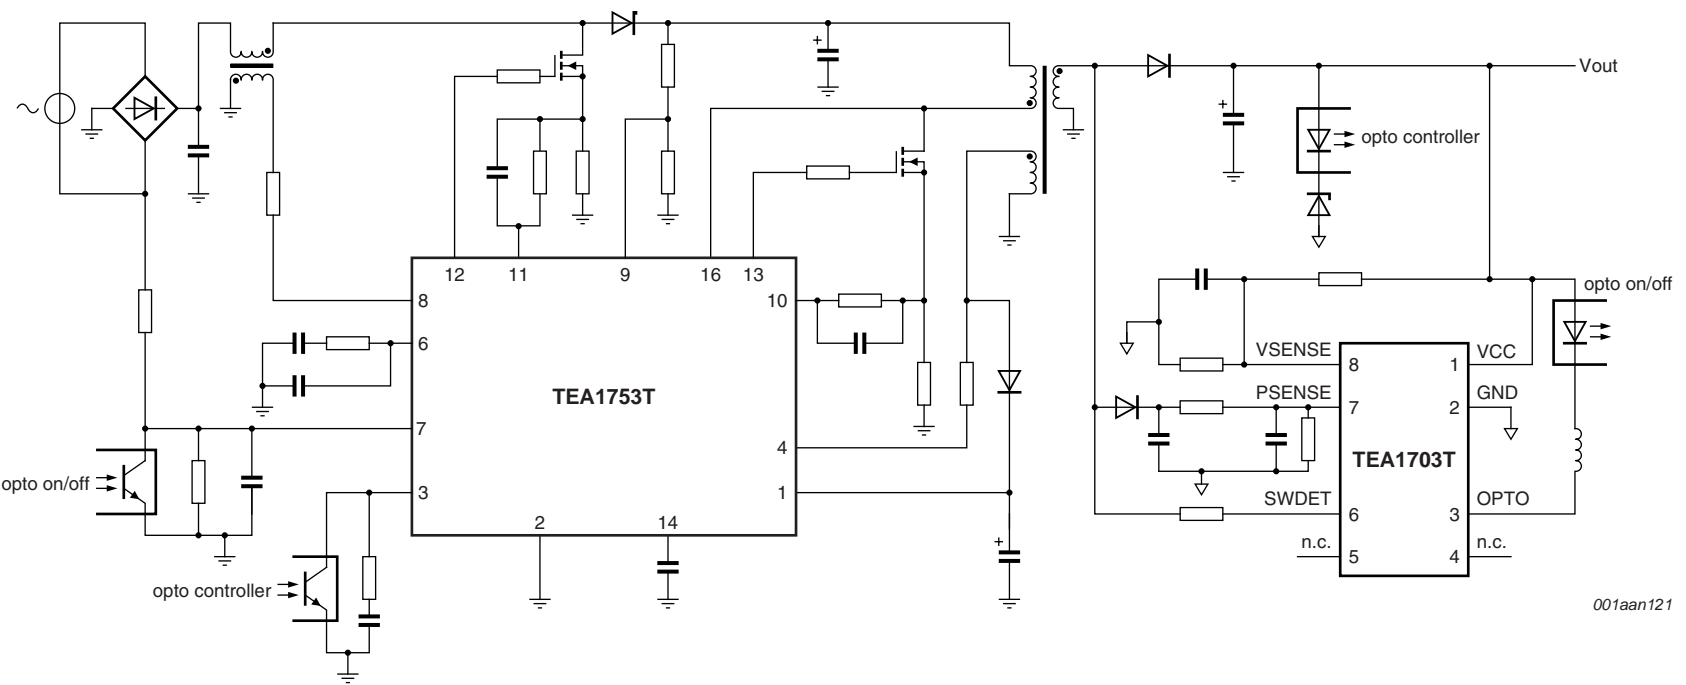 Vout
opto controller
opto on/off
12 11 9 16 13
8 10
6
TEA1753T
7
4
3 1
2 14
opto on/off
opto controller
VSENSE VCC
8 1
PSENSE GND
7 2
TEA1703T
SWDET OPTO
6 3
n.c. n.c.
5 4
001aan121